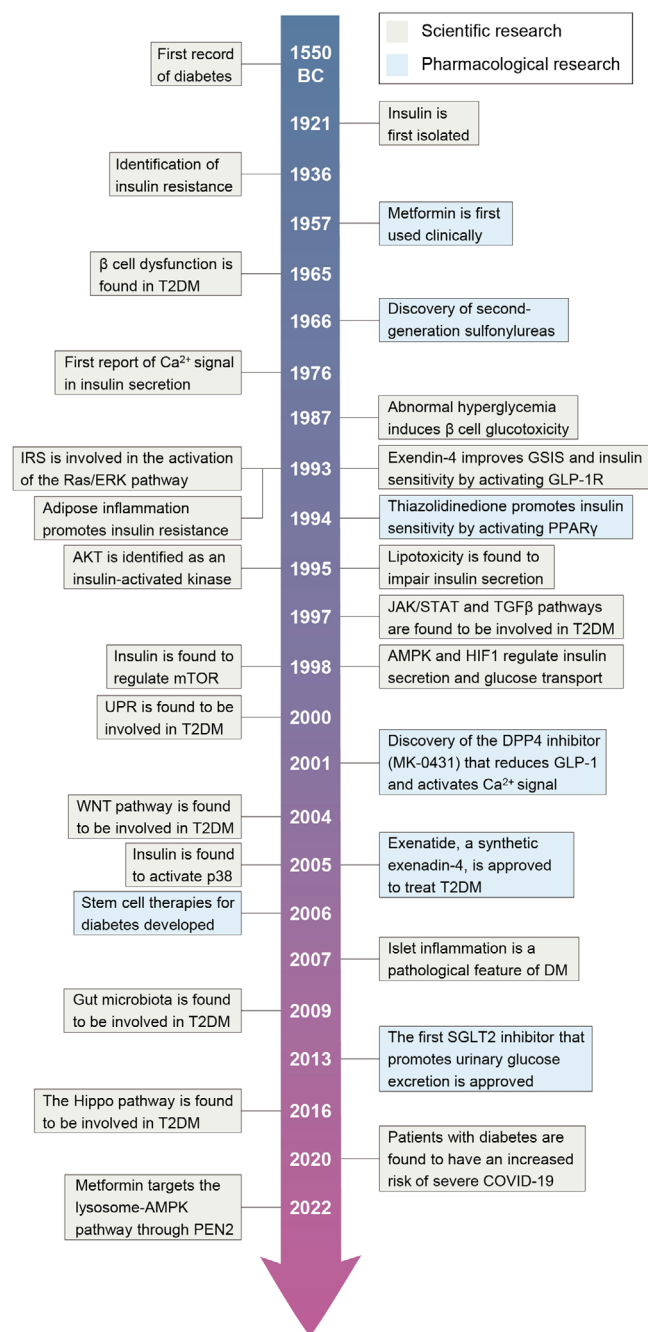 Scientific research
Pharmacological research
First record
of diabetes
1550
BC
1921
Insulin is
first isolated
Identification of
insulin resistance
1936
1957
Metformin is first
used clinically
β cell dysfunction is
found in T2DM
1965
1966
Discovery of second-
generation sulfonylureas
First report of Ca²⁺ signal
in insulin secretion
1976
1987
Abnormal hyperglycemia
induces β cell glucotoxicity
IRS is involved in the activation
of the Ras/ERK pathway
1993
Exendin-4 improves GSIS and insulin
sensitivity by activating GLP-1R
Adipose inflammation
promotes insulin resistance
1994
Thiazolidinedione promotes insulin
sensitivity by activating PPARγ
AKT is identified as an
insulin-activated kinase
1995
Lipotoxicity is found to
impair insulin secretion
1997
JAK/STAT and TGFβ pathways
are found to be involved in T2DM
Insulin is found to
regulate mTOR
1998
AMPK and HIF1 regulate insulin
secretion and glucose transport
UPR is found to be
involved in T2DM
2000
2001
Discovery of the DPP4 inhibitor
(MK-0431) that reduces GLP-1
and activates Ca²⁺ signal
WNT pathway is found
to be involved in T2DM
2004
Insulin is found
to activate p38
2005
Exenatide, a synthetic
exenadin-4, is approved
to treat T2DM
Stem cell therapies for
diabetes developed
2006
2007
Islet inflammation is a
pathological feature of DM
Gut microbiota is found
to be involved in T2DM
2009
2013
The first SGLT2 inhibitor that
promotes urinary glucose
excretion is approved
The Hippo pathway is found
to be involved in T2DM
2016
2020
Patients with diabetes are
found to have an increased
risk of severe COVID-19
Metformin targets the
lysosome-AMPK
pathway through PEN2
2022